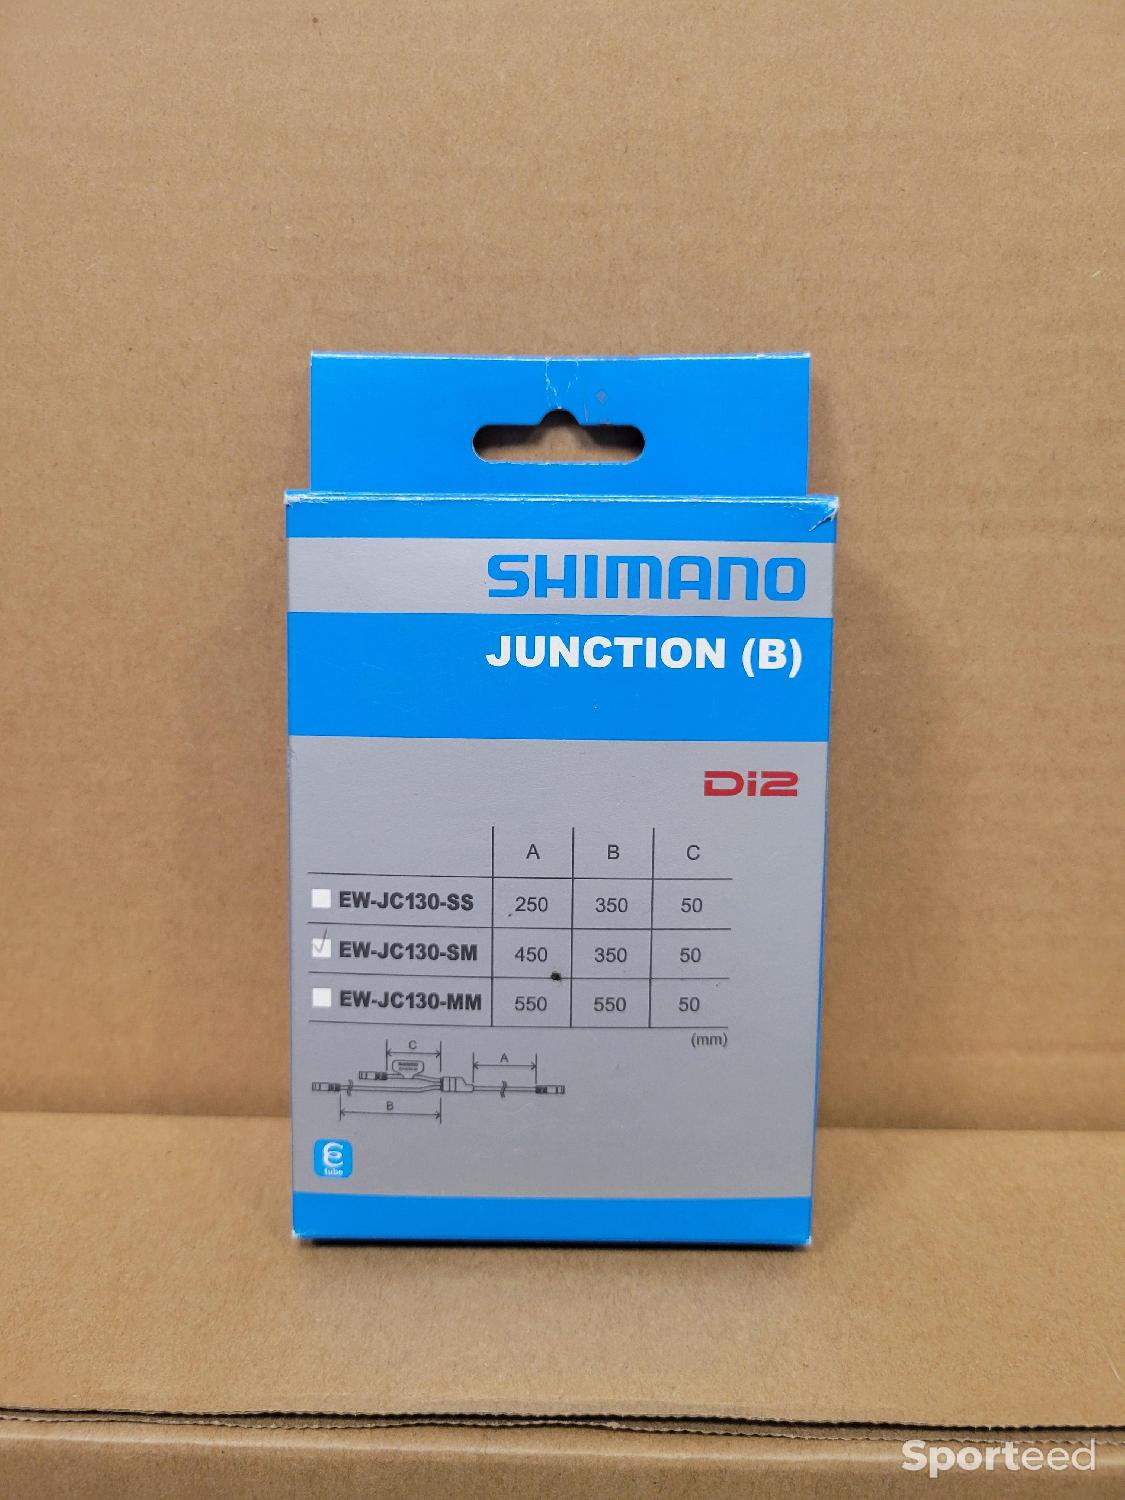 SHIMANO
JUNCTION (B)
Di2
A B C
EW-JC130-SS 250 350 50
EW-JC130-SM 450 350 50
EW-JC130-MM 550 550 50
(mm)
C
A
B
tube
Sporteed